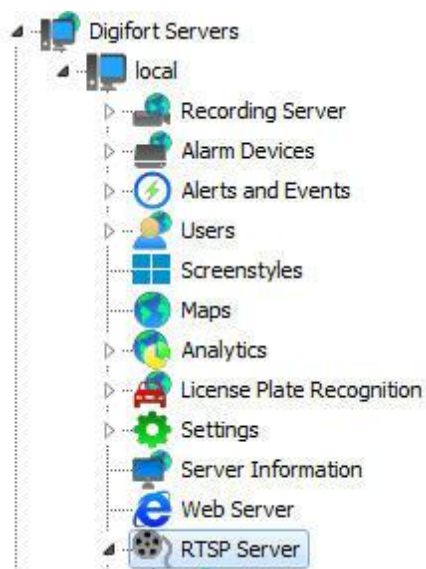 Digifort Servers
local
Recording Server
Alarm Devices
Alerts and Events
Users
Screenstyles
Maps
Analytics
License Plate Recognition
Settings
Server Information
Web Server
RTSP Server